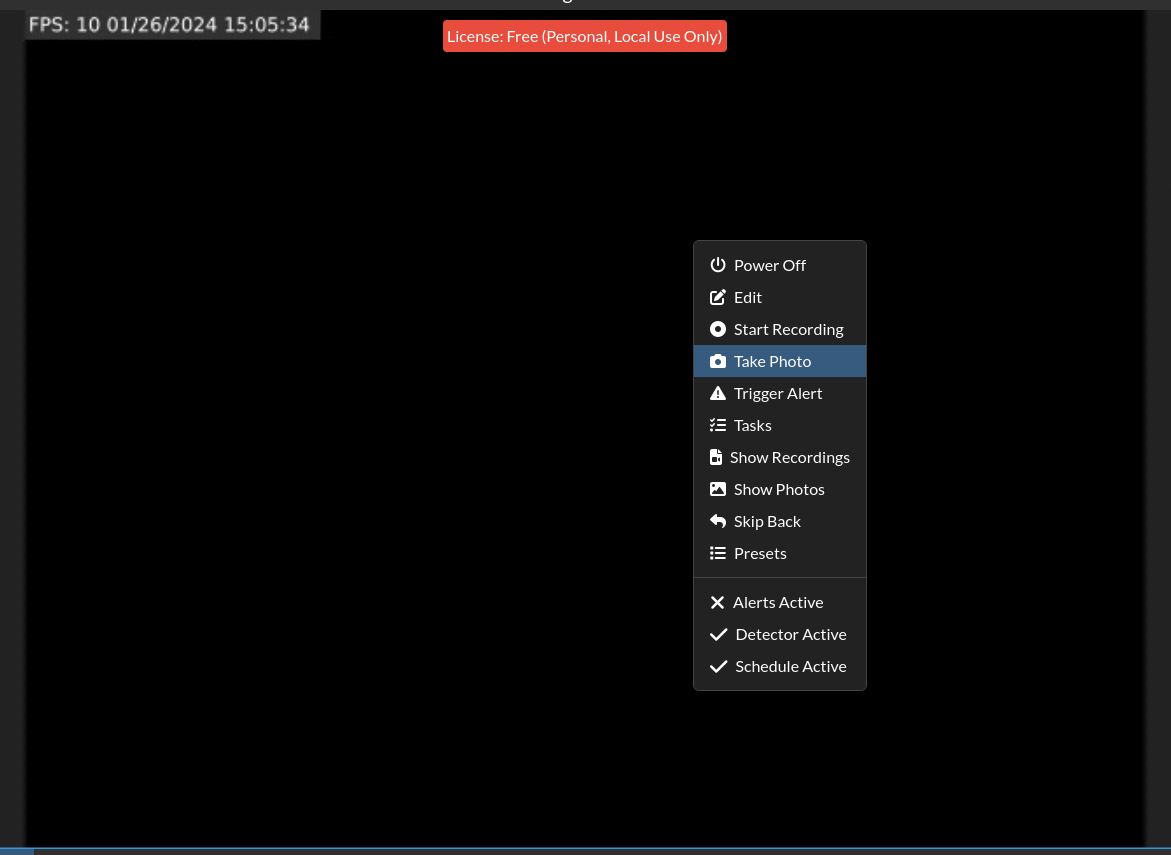 FPS: 10 01/26/2024 15:05:34
License: Free (Personal, Local Use Only)
Power Off
Edit
Start Recording
Take Photo
Trigger Alert
Tasks
Show Recordings
Show Photos
Skip Back
Presets
Alerts Active
Detector Active
Schedule Active